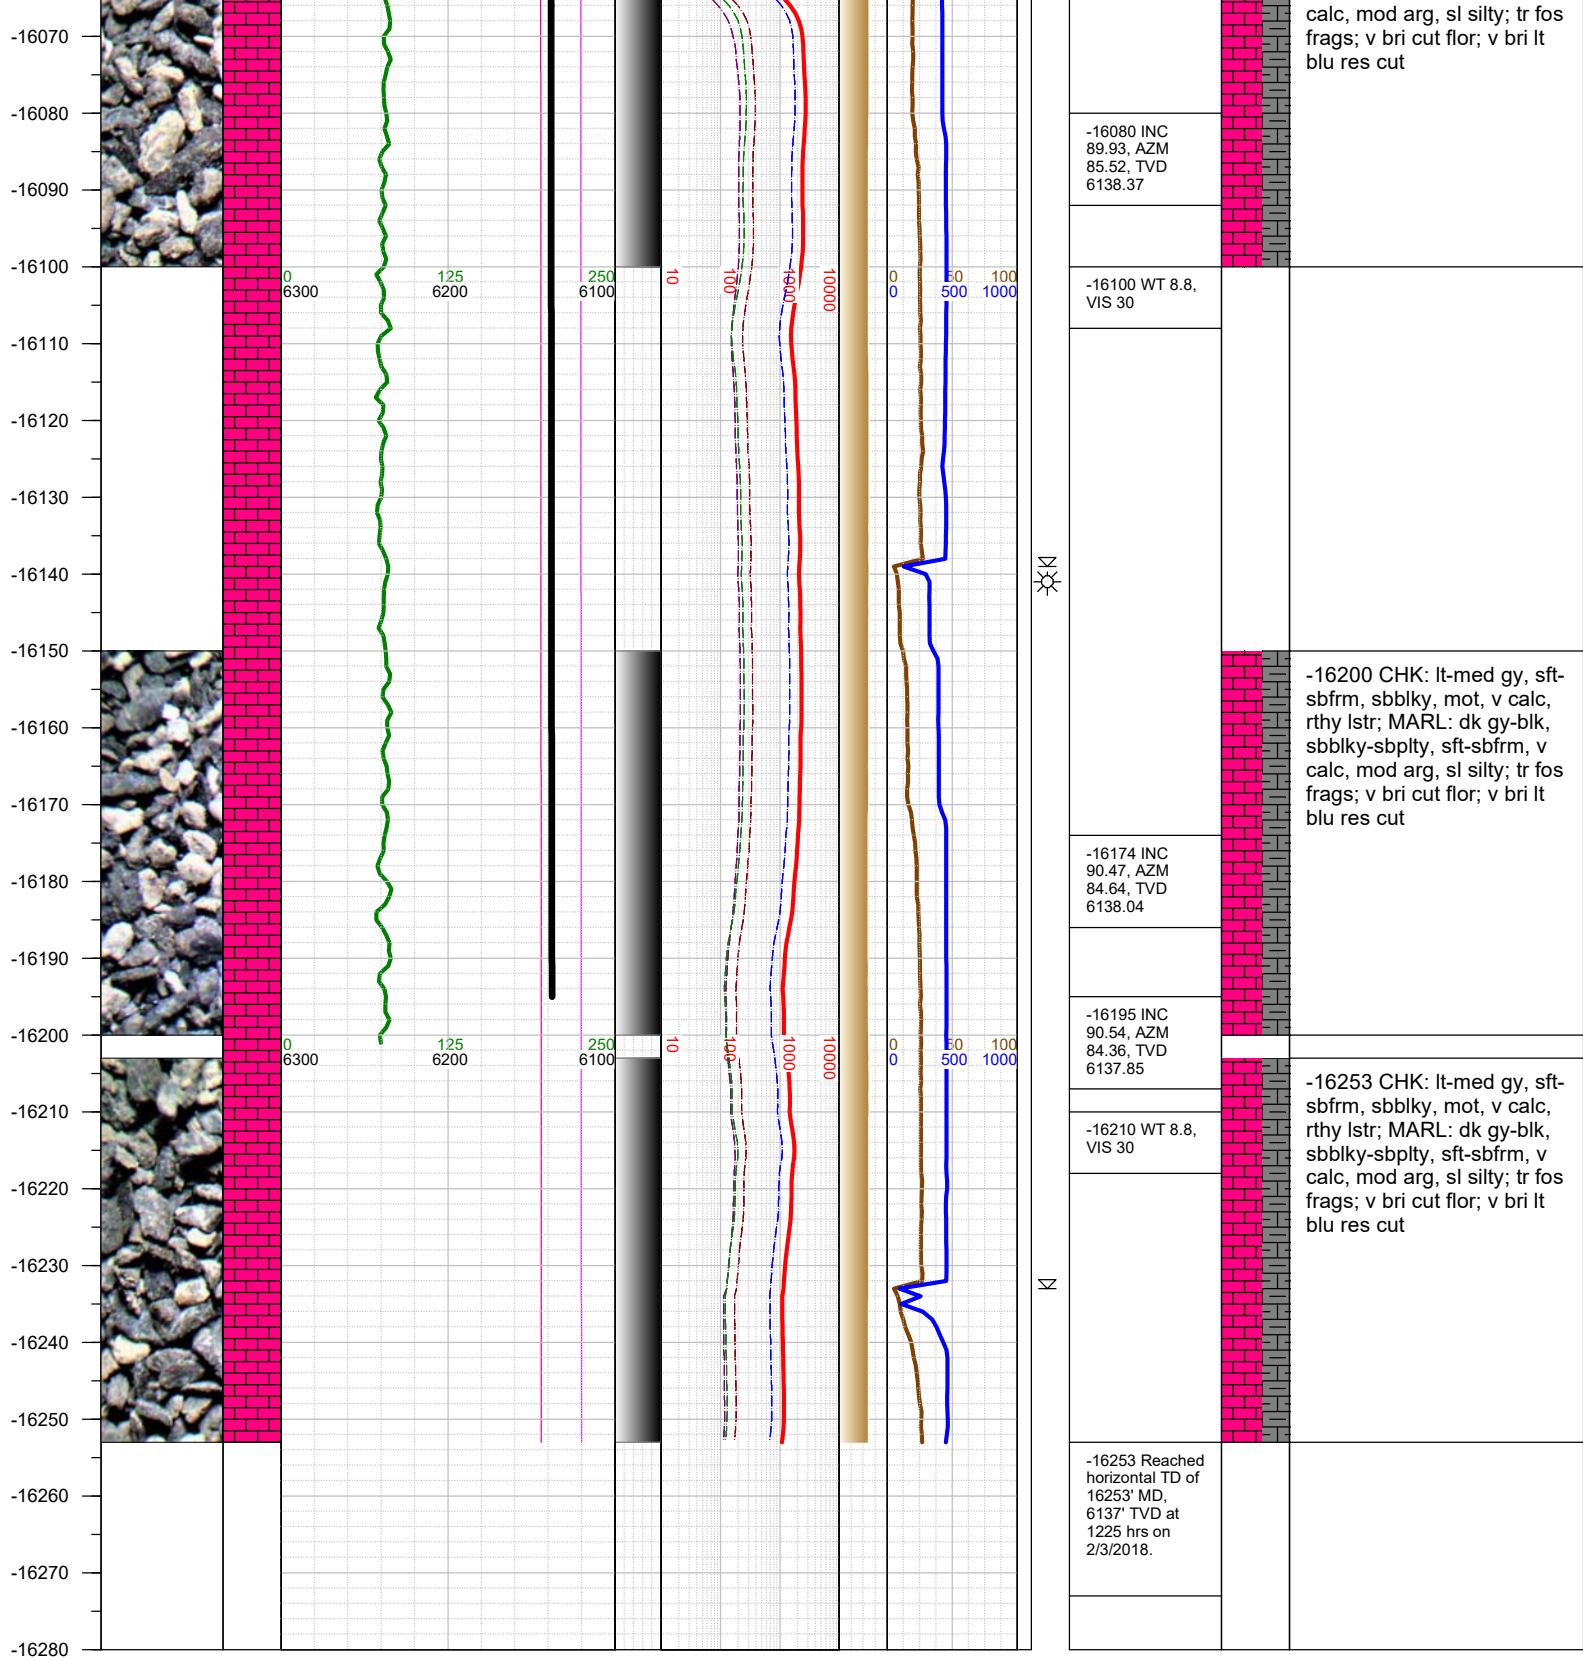 calc, mod arg, sl silty; tr fos
frags; v bri cut flor; v bri lt
blu res cut
-16070
-16080
-16090
-16100
-16110
-16120
-16130
-16140
-16150
-16160
-16170
-16180
-16190
-16200
-16210
-16220
-16230
-16240
-16250
-16260
-16270
-16280
0 125 250
6300 6200 6100
10 100 1000 10000
0 50 100
0 500 1000
0 125 250
6300 6200 6100
10 100 1000 10000
0 50 100
0 500 1000
-16080 INC
89.93, AZM
85.52, TVD
6138.37
-16100 WT 8.8,
VIS 30
-16174 INC
90.47, AZM
84.64, TVD
6138.04
-16195 INC
90.54, AZM
84.36, TVD
6137.85
-16210 WT 8.8,
VIS 30
-16253 Reached
horizontal TD of
16253' MD,
6137' TVD at
1225 hrs on
2/3/2018.
-16200 CHK: lt-med gy, sft-
sbfrm, sbblky, mot, v calc,
rthy lstr; MARL: dk gy-blk,
sbblky-sbplty, sft-sbfrm, v
calc, mod arg, sl silty; tr fos
frags; v bri cut flor; v bri lt
blu res cut
-16253 CHK: lt-med gy, sft-
sbfrm, sbblky, mot, v calc,
rthy lstr; MARL: dk gy-blk,
sbblky-sbplty, sft-sbfrm, v
calc, mod arg, sl silty; tr fos
frags; v bri cut flor; v bri lt
blu res cut